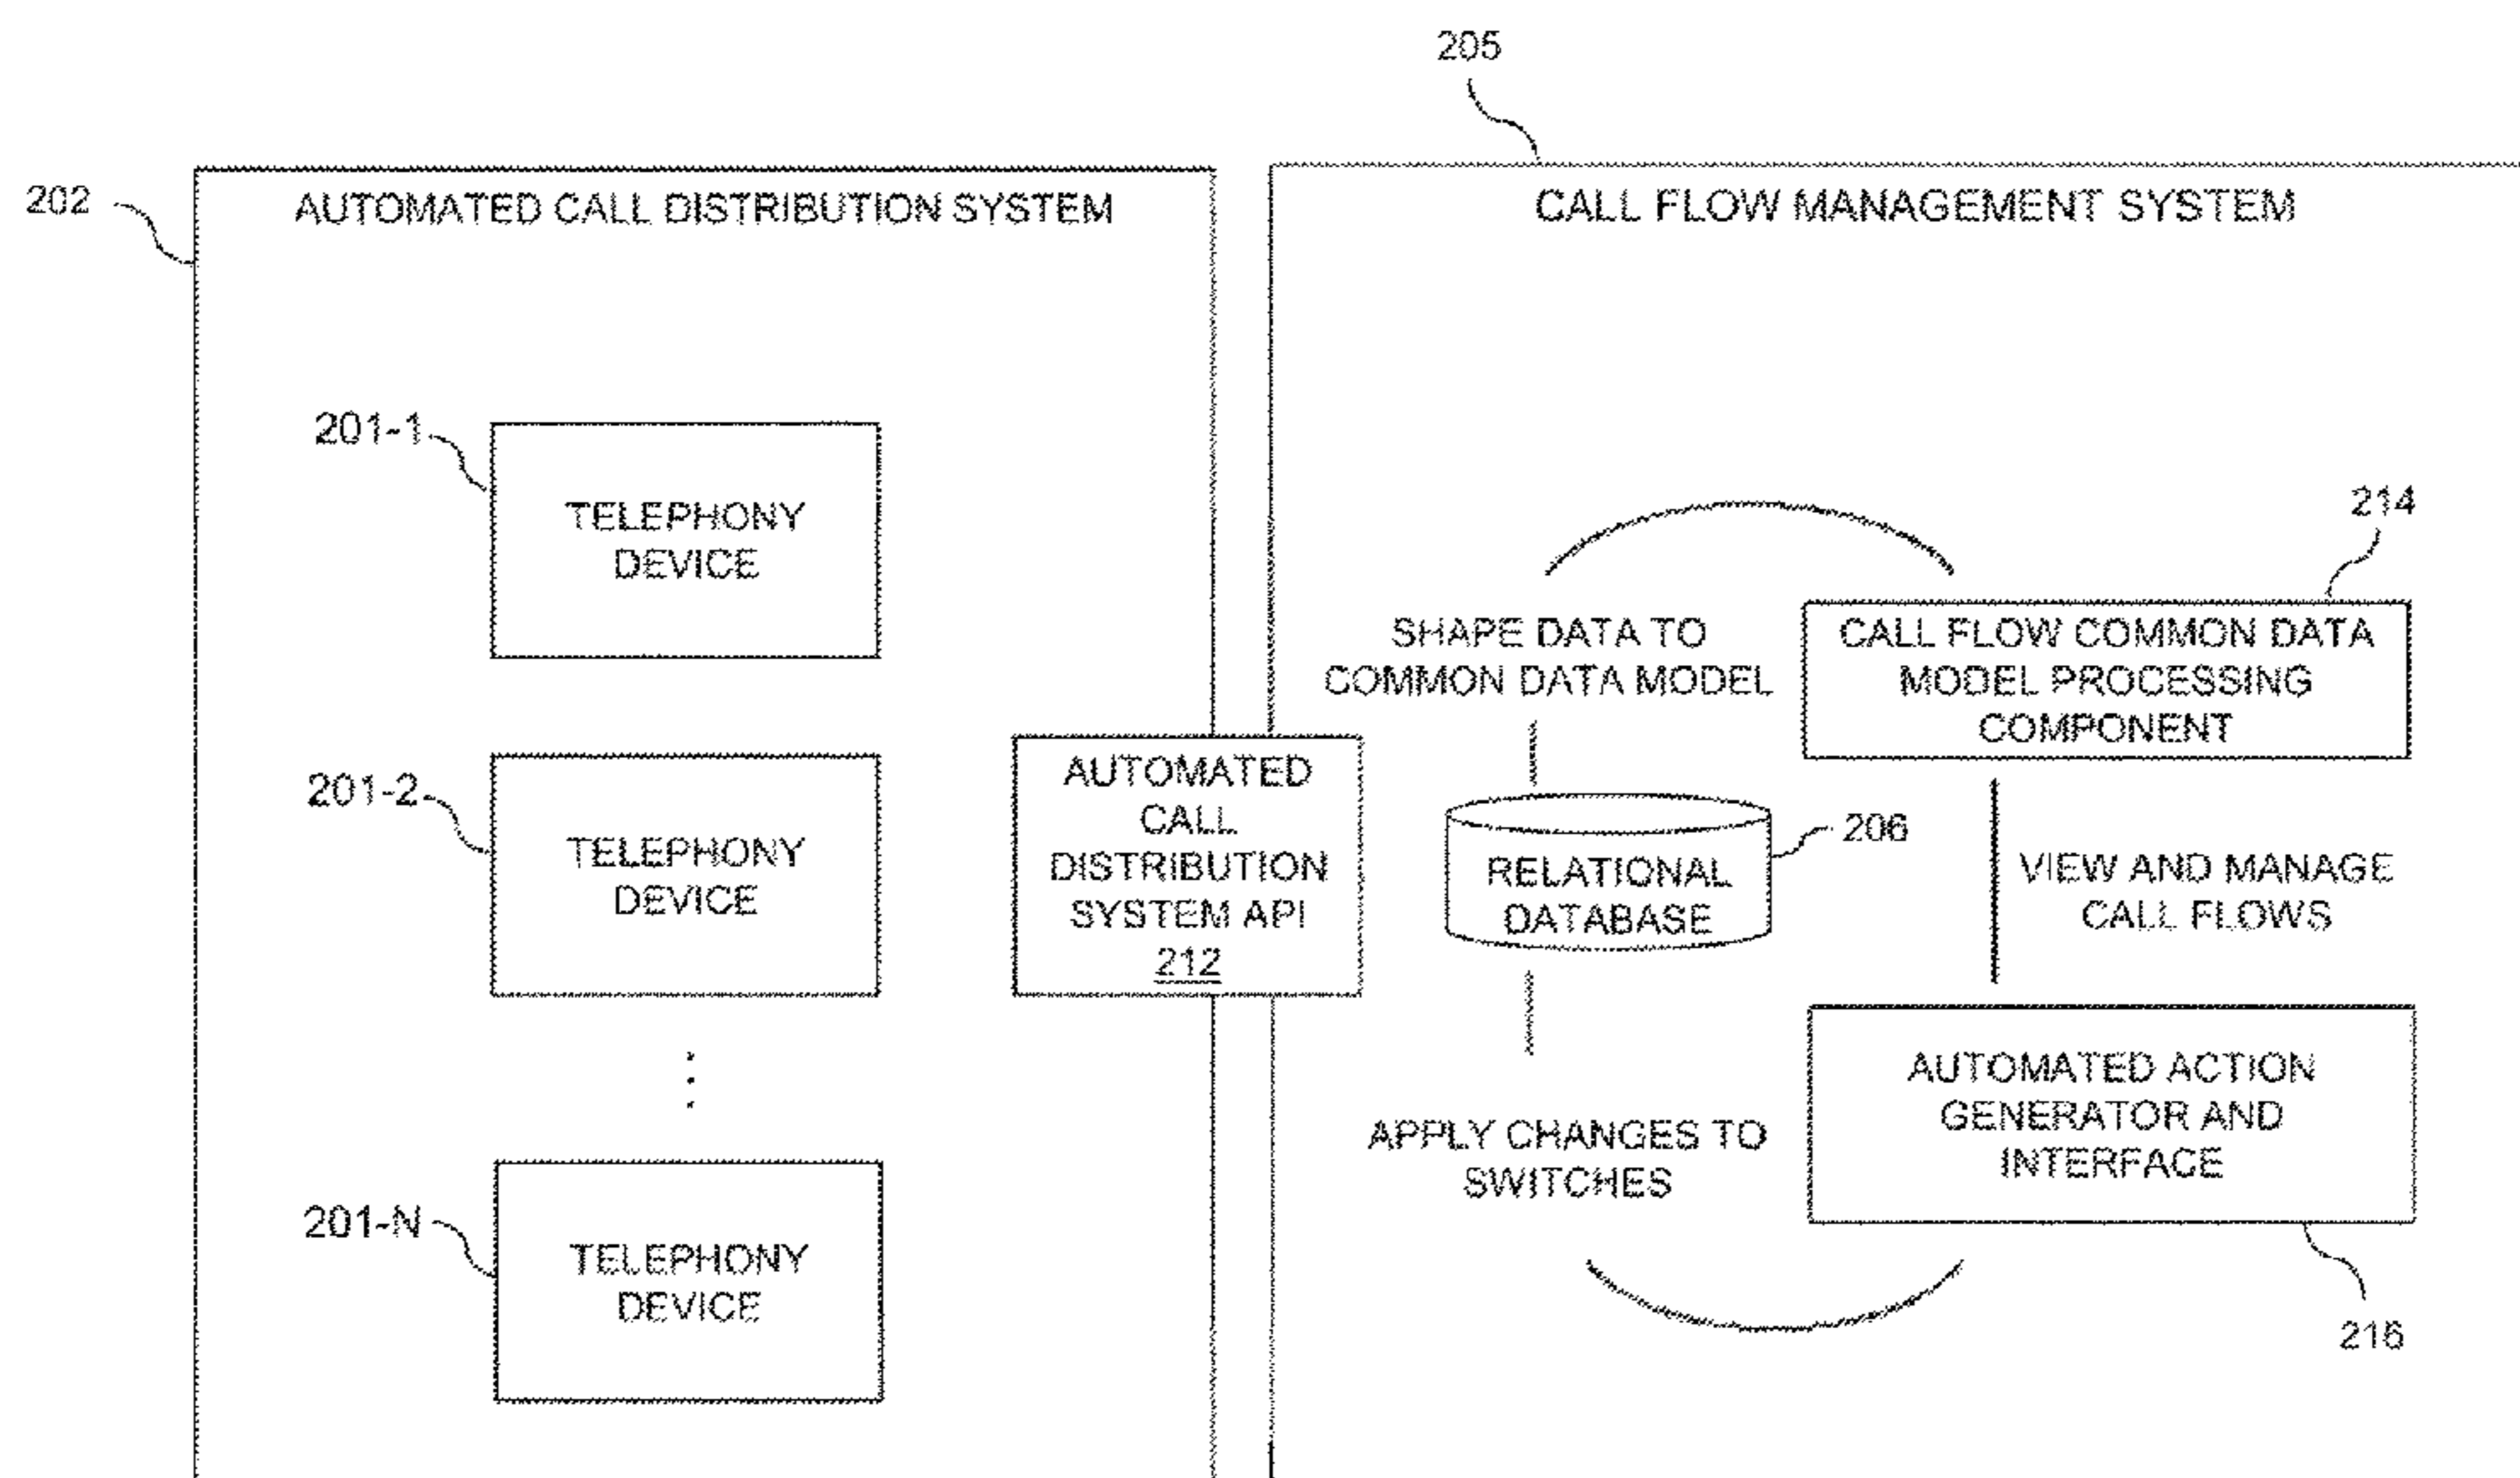 205
202
AUTOMATED CALL DISTRIBUTION SYSTEM
201-1
TELEPHONY
DEVICE
201-2
TELEPHONY
DEVICE
201-N
TELEPHONY
DEVICE
AUTOMATED
CALL
DISTRIBUTION
SYSTEM API
212
CALL FLOW MANAGEMENT SYSTEM
SHAPE DATA TO
COMMON DATA MODEL
214
CALL FLOW COMMON DATA
MODEL PROCESSING
COMPONENT
206
RELATIONAL
DATABASE
VIEW AND MANAGE
CALL FLOWS
APPLY CHANGES TO
SWITCHES
AUTOMATED ACTION
GENERATOR AND
INTERFACE
216